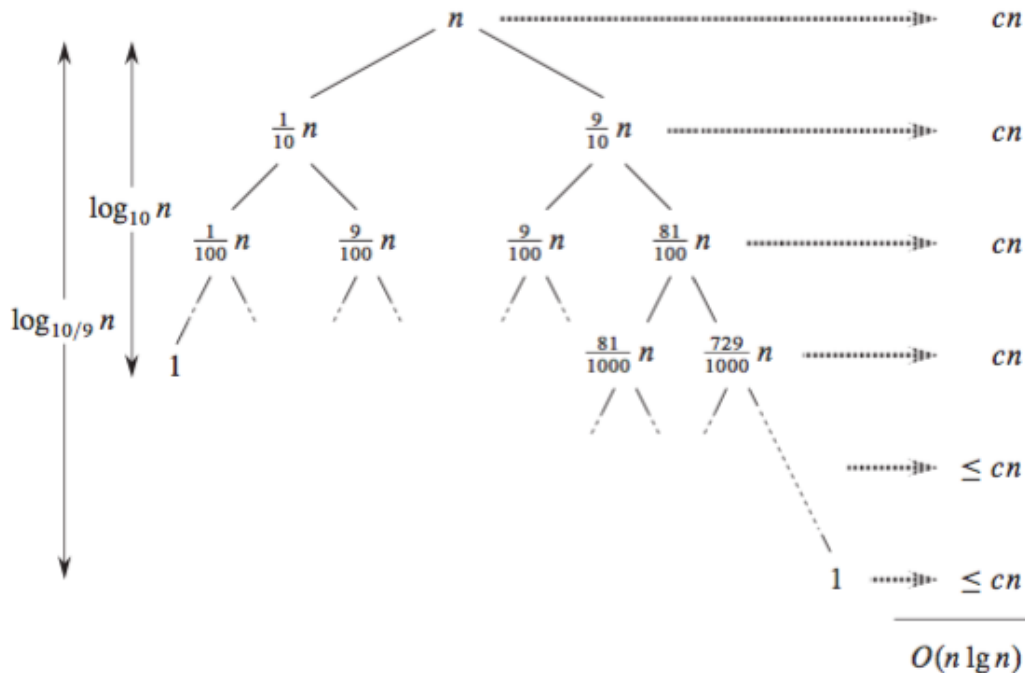 n cn
1/10 n 9/10 n cn
log₁₀ n
1/100 n 9/100 n 9/100 n 81/100 n cn
log₁₀/₉ n
1 81/1000 n 729/1000 n cn
≤ cn
1 ≤ cn
O(n lg n)